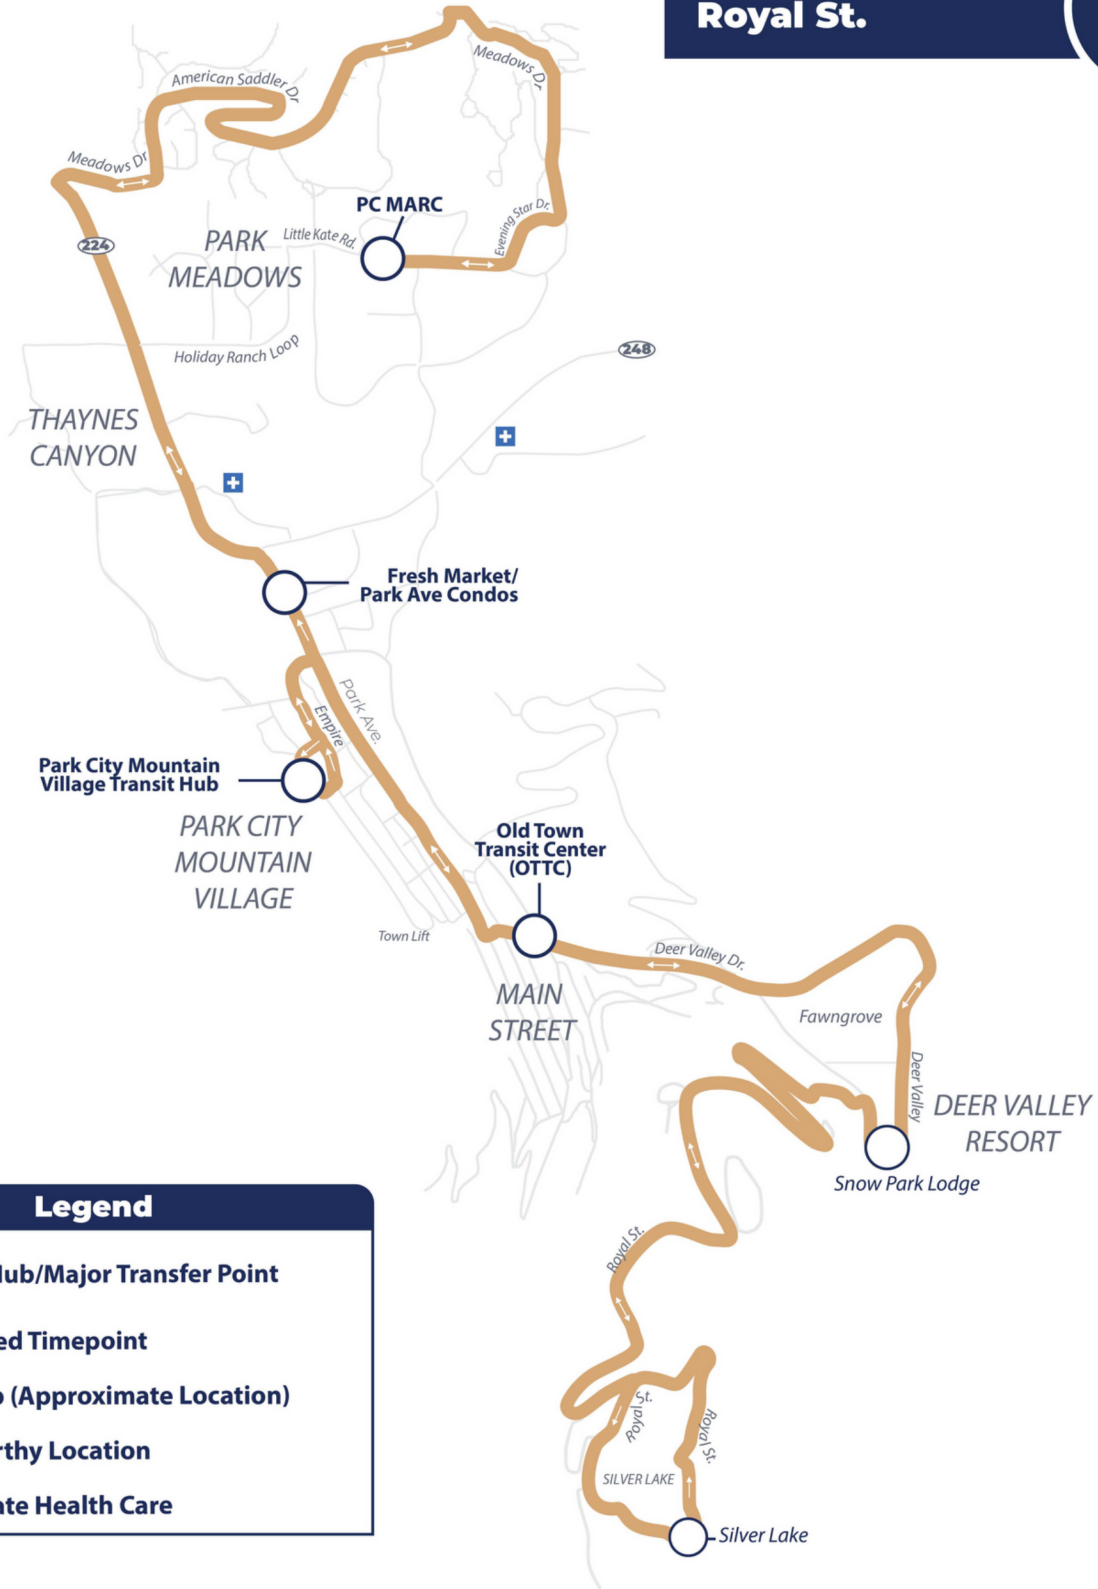 Royal St.
Meadows Dr.
American Saddler Dr
Meadows Dr
224
PC MARC
Evening Star Dr.
Little Kate Rd.
PARK
MEADOWS
Holiday Ranch Loop
248
THAYNES
CANYON
Fresh Market/
Park Ave Condos
Park Ave.
Empire
Park City Mountain
Village Transit Hub
PARK CITY
MOUNTAIN
VILLAGE
Old Town
Transit Center
(OTTC)
Town Lift
Deer Valley Dr.
MAIN
STREET
Fawngrove
Deer Valley
DEER VALLEY
RESORT
Snow Park Lodge
Legend
Hub/Major Transfer Point
ed Timepoint
(Approximate Location)
rthy Location
ate Health Care
Royal St.
Royal St.
Royal St.
SILVER LAKE
Silver Lake